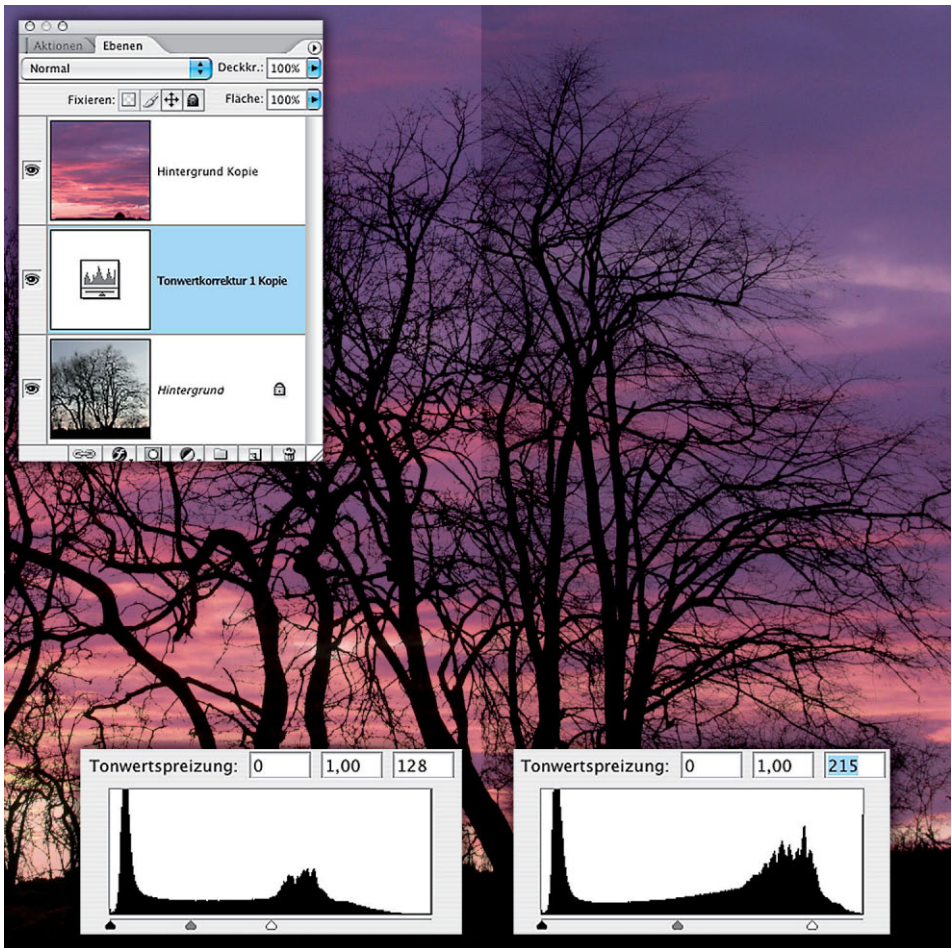 Aktionen Ebenen
Normal Deckkr.: 100%
Fixieren: Fläche: 100%
Hintergrund Kopie
Tonwertkorrektur 1 Kopie
Hintergrund
Tonwertspreizung: 0 1,00 128
Tonwertspreizung: 0 1,00 215